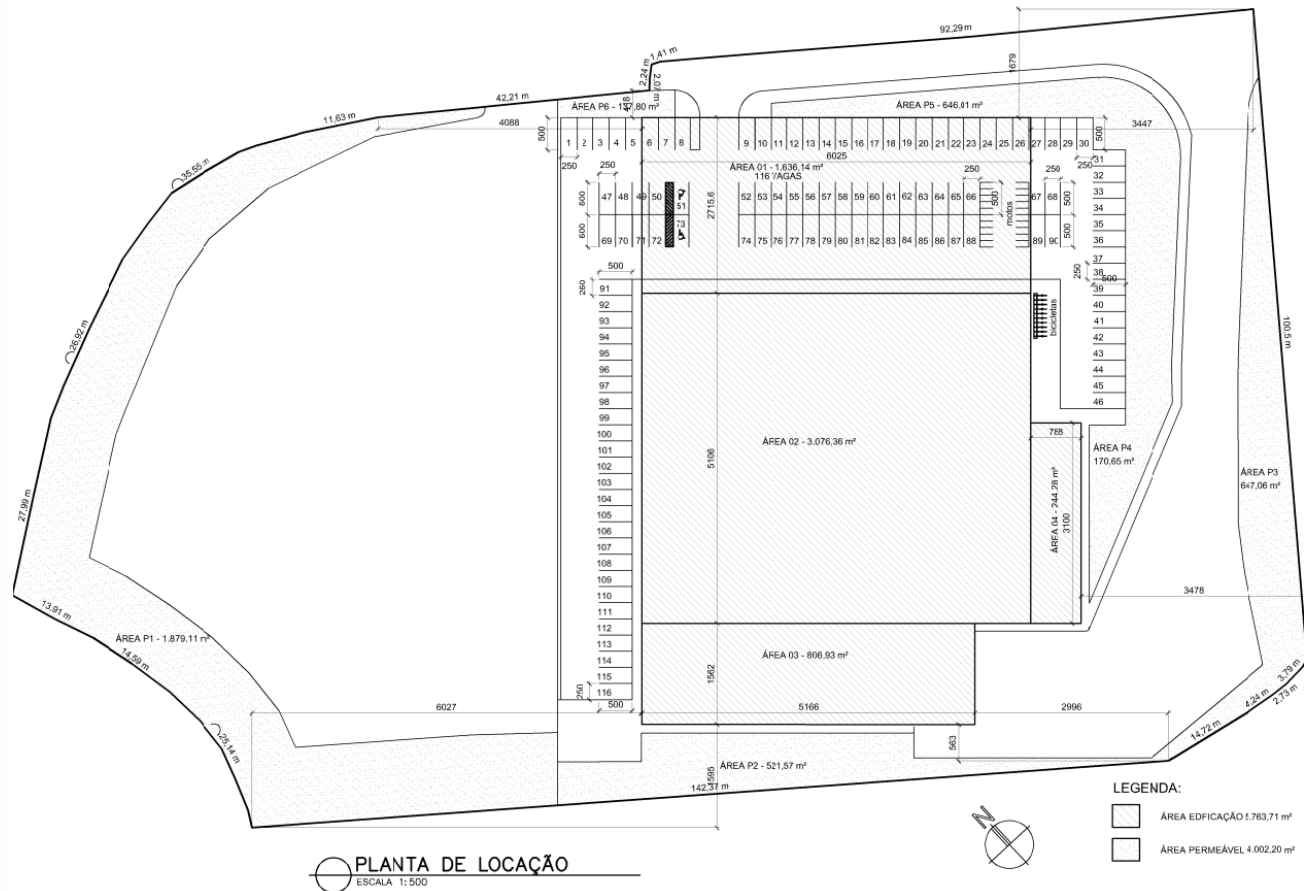 92,29 m
1,41 m
2,24 m
2,07 m
1679
42,21 m
ÁREA P6 - 137,80 m²
ÁREA P5 - 646,01 m²
11,63 m
4088
3447
500
1 2 3 4 5 6 7 8
9 10 11 12 13 14 15 16 17 18 19 20 21 22 23 24 25 26 27 28 29 30
500
250
6025
250
31
ÁREA 01 - 1.636,14 m²
116 VAGAS
35,55 m
250
250
250
32
600
47 48 49 50 51
52 53 54 55 56 57 58 59 60 61 62 63 64 65 66
500
motos
67 68
500
33
34
2715.6
35
600
69 70 71 72 73
74 75 76 77 78 79 80 81 82 83 84 85 86 87 88
89 90
500
36
37
500
250
38
500
260
91
39
92
40
bicicletas
93
41
94
42
26,92 m
95
43
96
44
97
45
98
46
100,5 m
99
100
788
101
ÁREA 02 - 3.076,36 m²
5106
ÁREA P4
170,65 m²
102
103
ÁREA P3
647,06 m²
27,99 m
104
ÁREA 04 - 244,28 m²
3100
105
106
107
108
109
110
3478
13,91 m
111
112
ÁREA P1 - 1.879,11 m²
113
14,59 m
114
ÁREA 03 - 806,93 m²
1562
115
250
116
3,79 m
4,24 m
2,73 m
6027
500
5166
2996
14,72 m
25,14 m
563
ÁREA P2 - 521,57 m²
1595
142,37 m
LEGENDA:
N
ÁREA EDFICAÇÃO 5.763,71 m²
ÁREA PERMEÁVEL 4.002,20 m²
PLANTA DE LOCAÇÃO
ESCALA 1:500